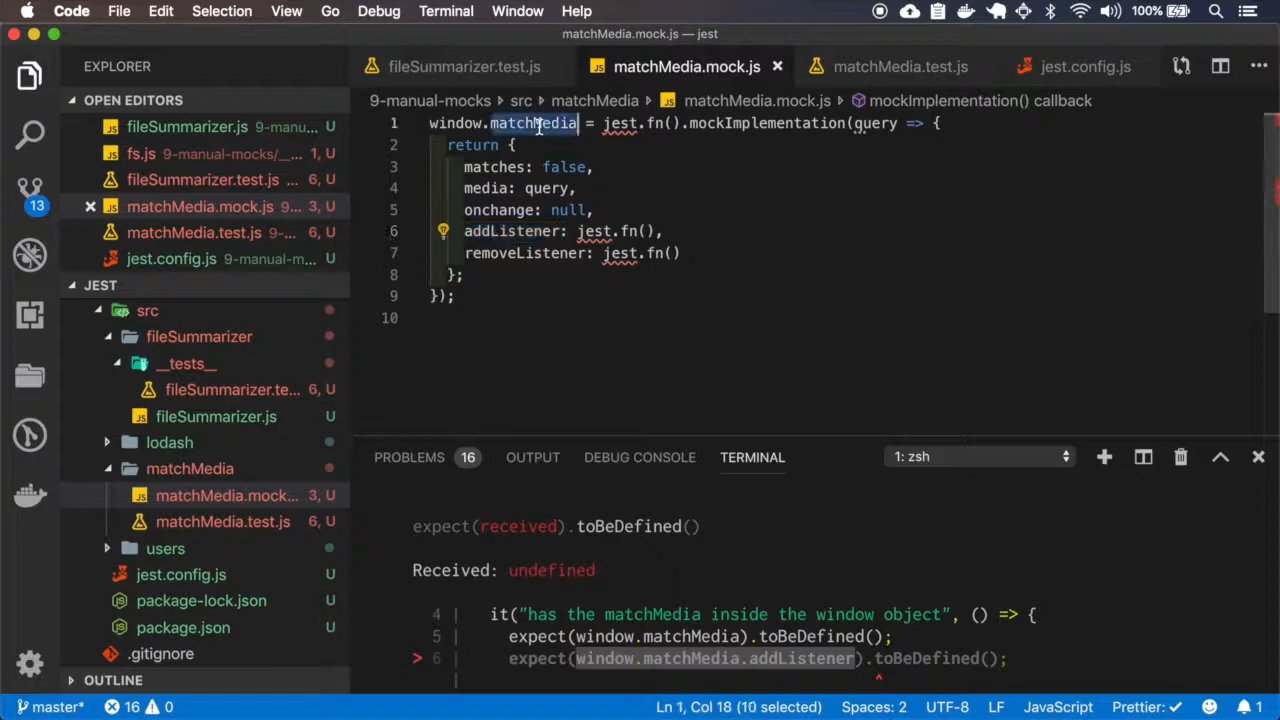 Code File Edit Selection View Go Debug Terminal Window Help 100%
matchMedia.mock.js — jest
EXPLORER
fileSummarizer.test.js matchMedia.mock.js × matchMedia.test.js jest.config.js
OPEN EDITORS
9-manual-mocks › src › matchMedia › matchMedia.mock.js › mockImplementation() callback
fileSummarizer.js 9-manu... U
fs.js 9-manual-mocks/__... 1, U
fileSummarizer.test.js ... 6, U
matchMedia.mock.js 9... 3, U
matchMedia.test.js 9-... 6, U
jest.config.js 9-manual-m... U
13
1 window.matchMedia = jest.fn().mockImplementation(query => {
2 return {
3 matches: false,
4 media: query,
5 onchange: null,
6 addListener: jest.fn(),
7 removeListener: jest.fn()
8 };
9 });
10
JEST
src
fileSummarizer
__tests__
fileSummarizer.te... 6, U
fileSummarizer.js U
lodash
matchMedia
matchMedia.mock... 3, U
matchMedia.test.js 6, U
users
jest.config.js U
package-lock.json U
package.json U
.gitignore
OUTLINE
PROBLEMS 16 OUTPUT DEBUG CONSOLE TERMINAL 1: zsh
expect(received).toBeDefined()
Received: undefined
4 | it("has the matchMedia inside the window object", () => {
5 | expect(window.matchMedia).toBeDefined();
> 6 | expect(window.matchMedia.addListener).toBeDefined();
| ^
master* 16 0 Ln 1, Col 18 (10 selected) Spaces: 2 UTF-8 LF JavaScript Prettier: ✓ 1